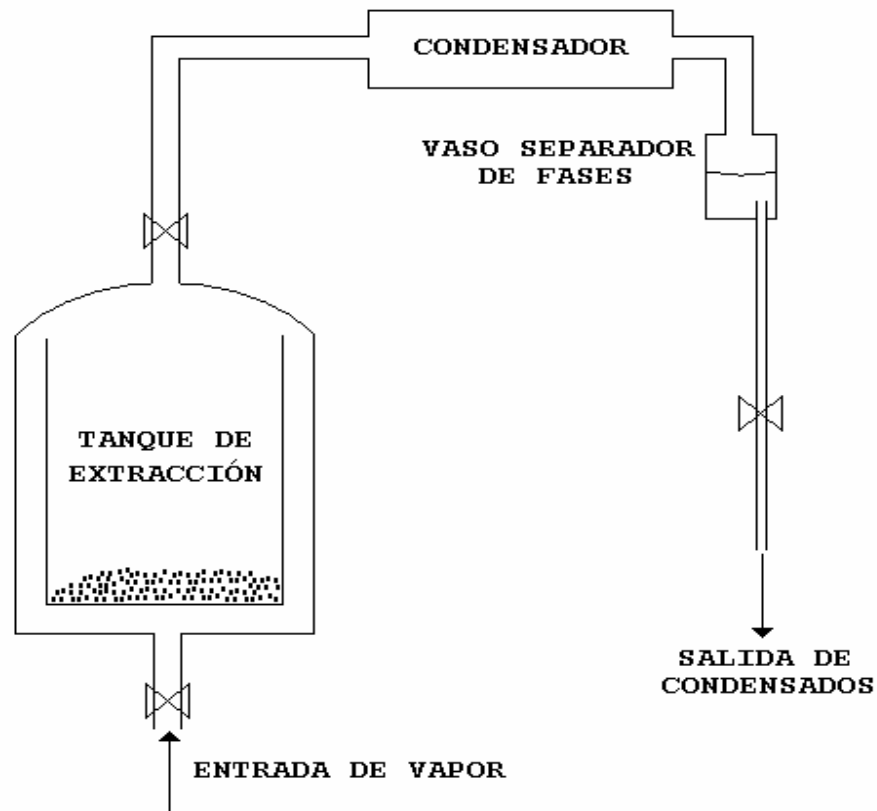 CONDENSADOR
VASO SEPARADOR
DE FASES
TANQUE DE
EXTRACCIÓN
SALIDA DE
CONDENSADOS
ENTRADA DE VAPOR